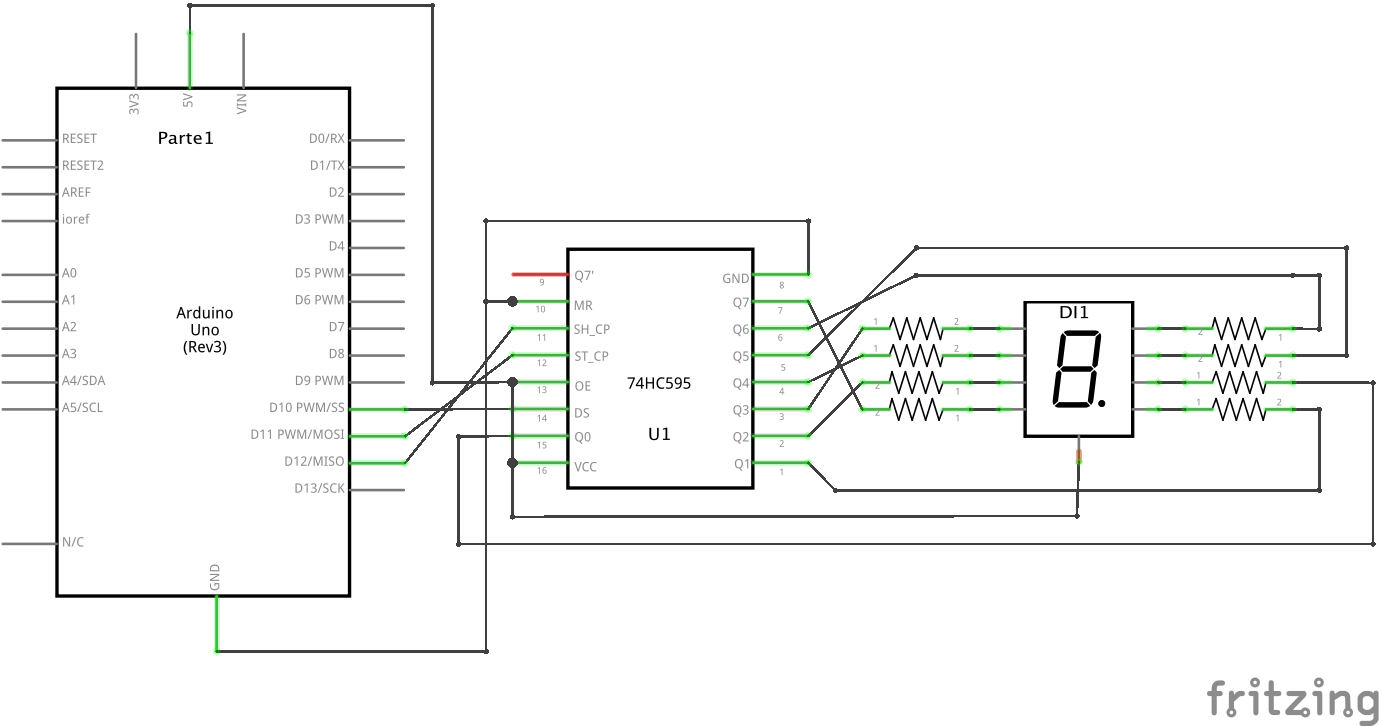 3V3
5V
VIN
Parte1
RESET
RESET2
AREF
ioref
A0
A1
A2
A3
A4/SDA
A5/SCL
N/C
D0/RX
D1/TX
D2
D3 PWM
D4
D5 PWM
D6 PWM
D7
D8
D9 PWM
D10 PWM/SS
D11 PWM/MOSI
D12/MISO
D13/SCK
Arduino
Uno
(Rev3)
GND
Q7'
9
MR
10
SH_CP
11
ST_CP
12
OE
13
DS
14
Q0
15
VCC
16
74HC595
U1
GND
8
Q7
7
Q6
6
Q5
5
Q4
4
Q3
3
Q2
2
Q1
1
1 2
1 2
2 1
2 1
DI1
8.
2 1
2 1
1 2
1 2
fritzing